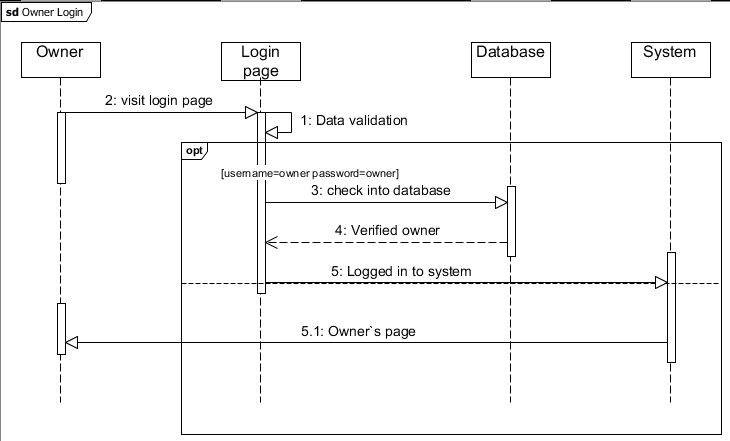 sd Owner Login
Owner
Login
page
Database
System
2: visit login page
1: Data validation
opt
[username=owner password=owner]
3: check into database
4: Verified owner
5: Logged in to system
5.1: Owner`s page